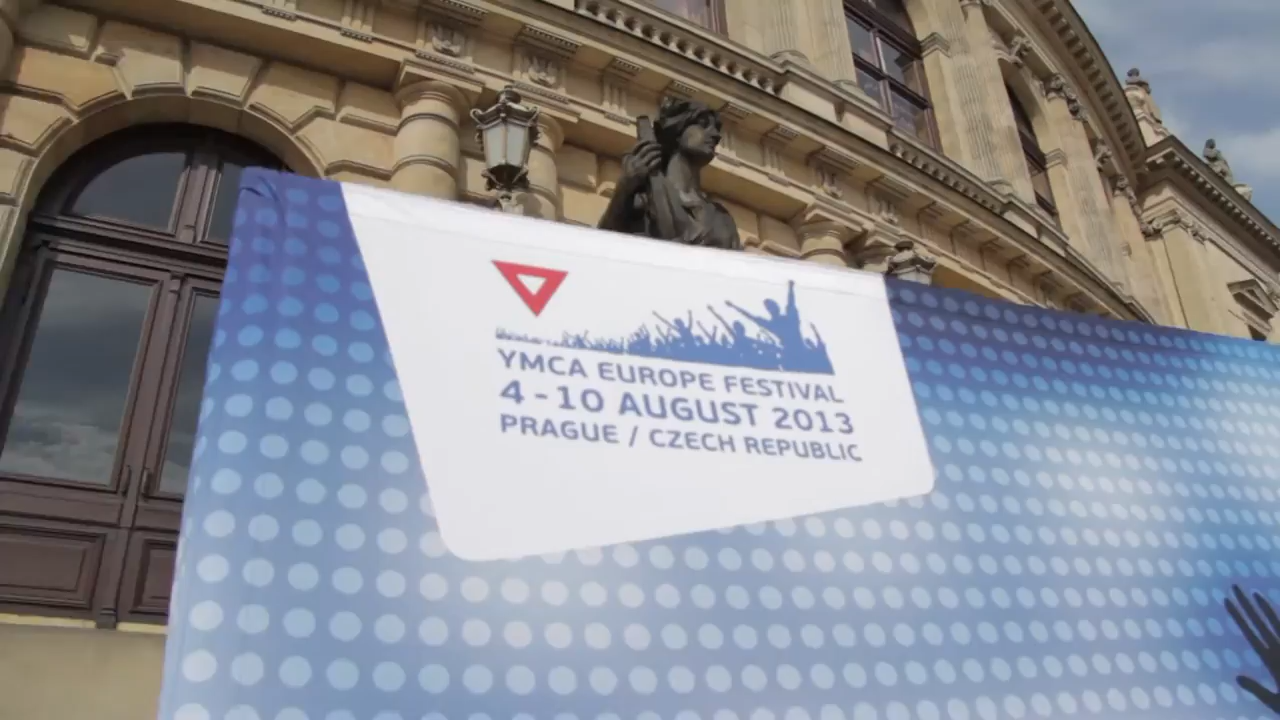 YMCA EUROPE FESTIVAL
4 - 10 AUGUST 2013
PRAGUE / CZECH REPUBLIC